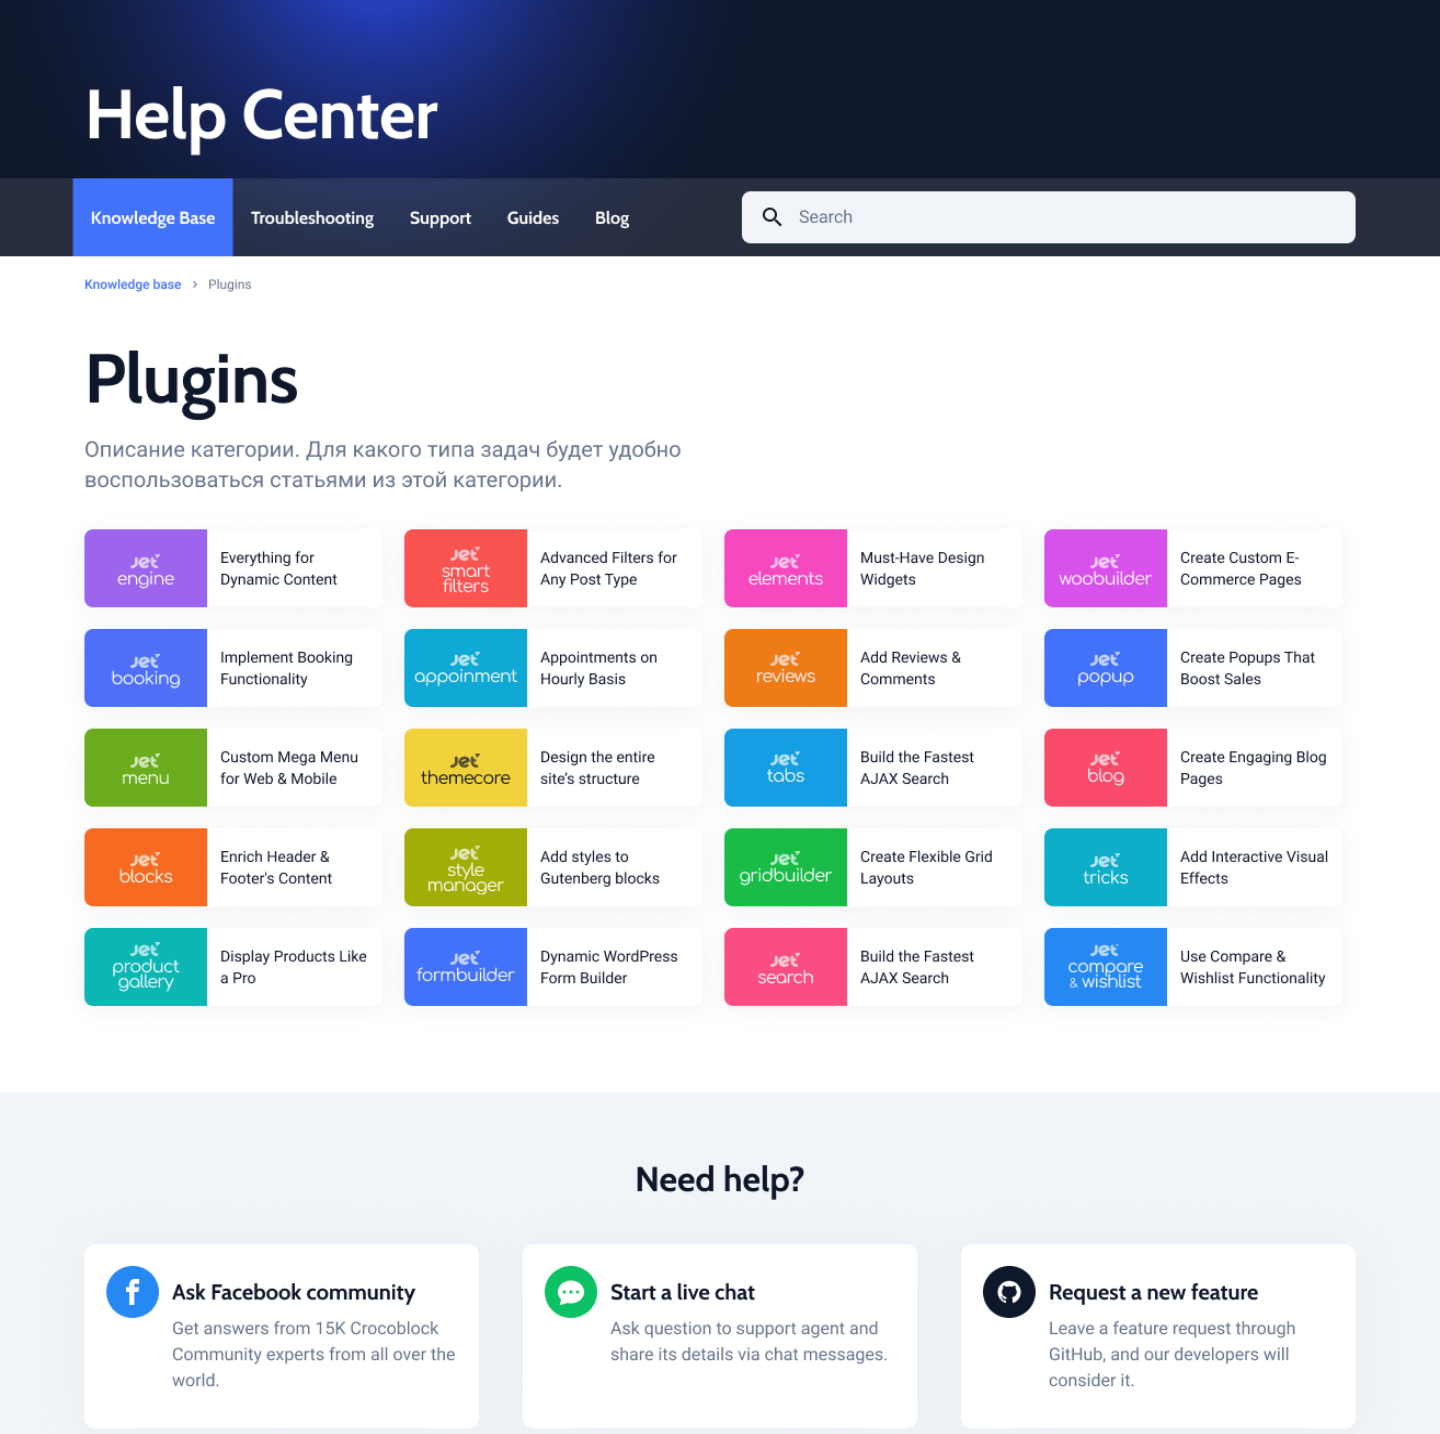 Help Center
Knowledge Base Troubleshooting Support Guides Blog Search
Knowledge base › Plugins
Plugins
Описание категории. Для какого типа задач будет удобно
воспользоваться статьями из этой категории.
Jet
engine
Everything for
Dynamic Content
Jet
smart
filters
Advanced Filters for
Any Post Type
Jet
elements
Must-Have Design
Widgets
Jet
woobuilder
Create Custom E-
Commerce Pages
Jet
booking
Implement Booking
Functionality
Jet
appoinment
Appointments on
Hourly Basis
Jet
reviews
Add Reviews &
Comments
Jet
popup
Create Popups That
Boost Sales
Jet
menu
Custom Mega Menu
for Web & Mobile
Jet
themecore
Design the entire
site's structure
Jet
tabs
Build the Fastest
AJAX Search
Jet
blog
Create Engaging Blog
Pages
Jet
blocks
Enrich Header &
Footer's Content
Jet
style
manager
Add styles to
Gutenberg blocks
Jet
gridbuilder
Create Flexible Grid
Layouts
Jet
tricks
Add Interactive Visual
Effects
Jet
product
gallery
Display Products Like
a Pro
Jet
formbuilder
Dynamic WordPress
Form Builder
Jet
search
Build the Fastest
AJAX Search
Jet
compare
& wishlist
Use Compare &
Wishlist Functionality
Need help?
Ask Facebook community
Get answers from 15K Crocoblock
Community experts from all over the
world.
Start a live chat
Ask question to support agent and
share its details via chat messages.
Request a new feature
Leave a feature request through
GitHub, and our developers will
consider it.